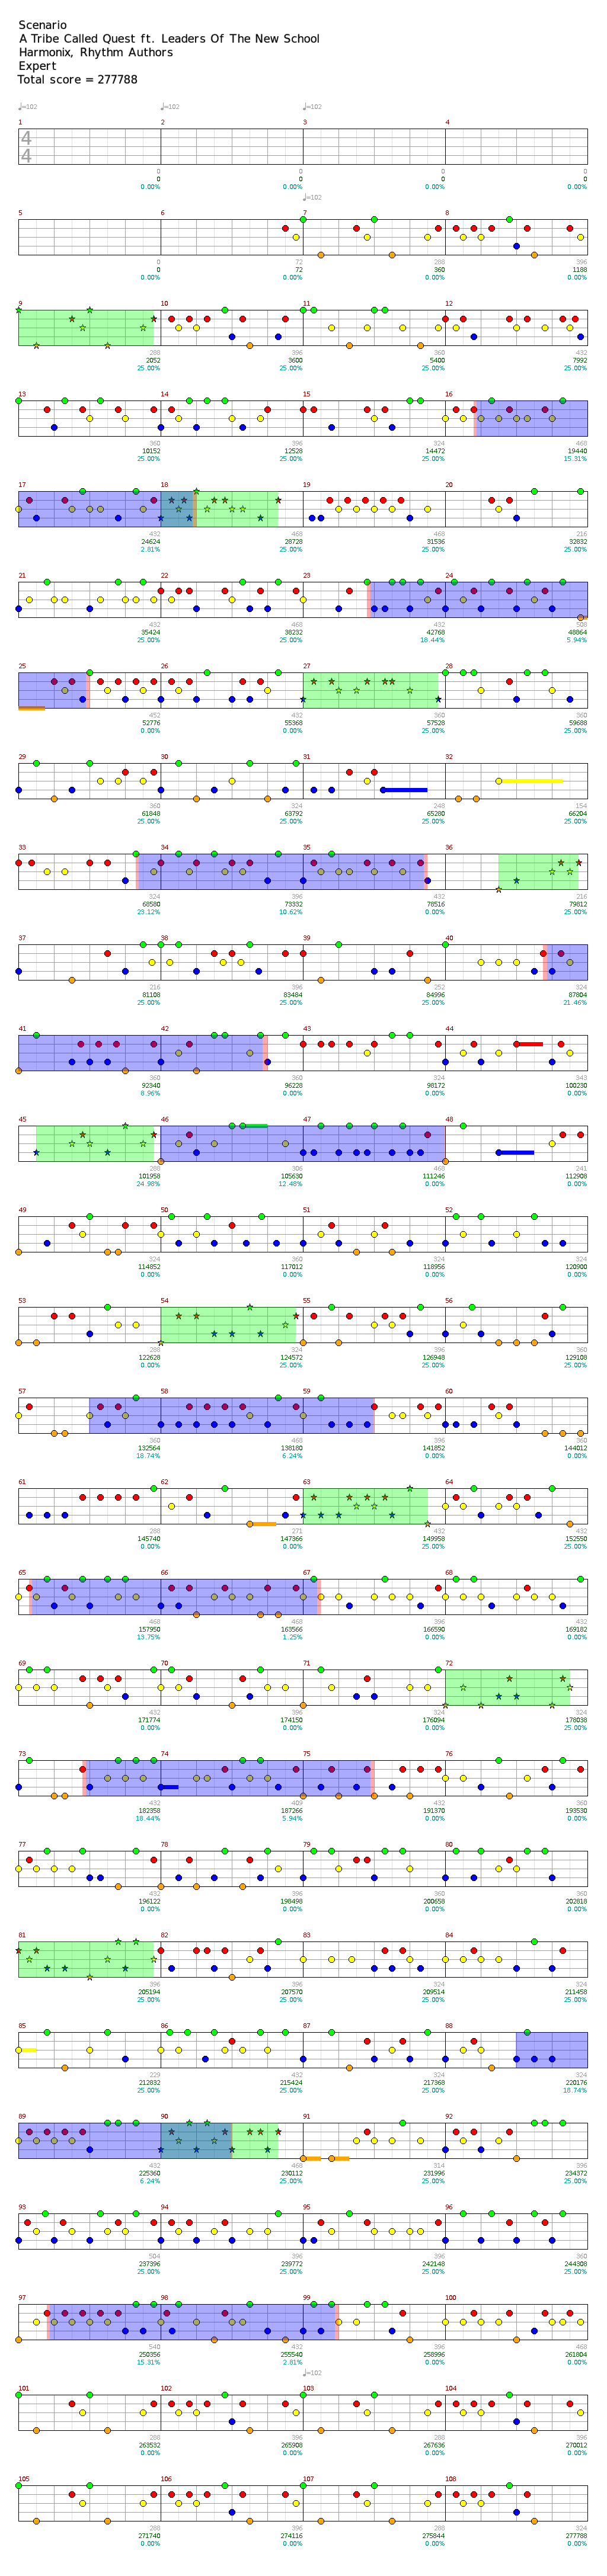 Scenario
A Tribe Called Quest ft. Leaders Of The New School
Harmonix, Rhythm Authors
Expert
Total score = 277788
♩=102 ♩=102 ♩=102
1 2 3 4
4
4
0 0 0 0
0 0 0 0
0.00% 0.00% 0.00% 0.00%
♩=102
5 6 7 8
0 72 288 396
0 72 360 1188
0.00% 0.00% 0.00% 0.00%
9 10 11 12
288 396 360 432
2052 3600 5400 7992
25.00% 25.00% 25.00% 25.00%
13 14 15 16
360 396 324 468
10152 12528 14472 19440
25.00% 25.00% 25.00% 15.31%
17 18 19 20
432 468 468 216
24624 28728 31536 32832
2.81% 25.00% 25.00% 25.00%
21 22 23 24
432 468 432 508
35424 38232 42768 48864
25.00% 25.00% 18.44% 5.94%
25 26 27 28
452 432 360 360
52776 55368 57528 59688
0.00% 0.00% 25.00% 25.00%
29 30 31 32
360 324 248 154
61848 63792 65280 66204
25.00% 25.00% 25.00% 25.00%
33 34 35 36
324 396 432 216
68580 73332 78516 79812
23.12% 10.62% 0.00% 25.00%
37 38 39 40
216 396 252 324
81108 83484 84996 87804
25.00% 25.00% 25.00% 21.46%
41 42 43 44
360 360 324 343
92340 96228 98172 100230
8.96% 0.00% 0.00% 0.00%
45 46 47 48
288 306 468 241
101958 105630 111246 112908
24.98% 12.48% 0.00% 0.00%
49 50 51 52
324 360 324 324
114852 117012 118956 120900
0.00% 0.00% 0.00% 0.00%
53 54 55 56
288 324 396 360
122628 124572 126948 129108
0.00% 25.00% 25.00% 25.00%
57 58 59 60
360 468 396 360
132564 138180 141852 144012
18.74% 6.24% 0.00% 0.00%
61 62 63 64
288 271 432 432
145740 147366 149958 152550
0.00% 0.00% 25.00% 25.00%
65 66 67 68
468 468 396 432
157950 163566 166590 169182
13.75% 1.25% 0.00% 0.00%
69 70 71 72
432 396 324 324
171774 174150 176094 178038
0.00% 0.00% 0.00% 25.00%
73 74 75 76
432 409 432 360
182358 187266 191370 193530
18.44% 5.94% 0.00% 0.00%
77 78 79 80
432 396 360 360
196122 198498 200658 202818
0.00% 0.00% 0.00% 0.00%
81 82 83 84
396 396 324 324
205194 207570 209514 211458
25.00% 25.00% 25.00% 25.00%
85 86 87 88
229 432 324 324
212832 215424 217368 220176
25.00% 25.00% 25.00% 18.74%
89 90 91 92
432 468 314 396
225360 230112 231996 234372
6.24% 25.00% 25.00% 25.00%
93 94 95 96
504 396 396 360
237396 239772 242148 244308
25.00% 25.00% 25.00% 25.00%
97 98 99 100
540 432 396 468
250356 255540 258996 261804
15.31% 2.81% 0.00% 0.00%
♩=102
101 102 103 104
288 396 288 396
263532 265908 267636 270012
0.00% 0.00% 0.00% 0.00%
105 106 107 108
288 396 288 324
271740 274116 275844 277788
0.00% 0.00% 0.00% 0.00%